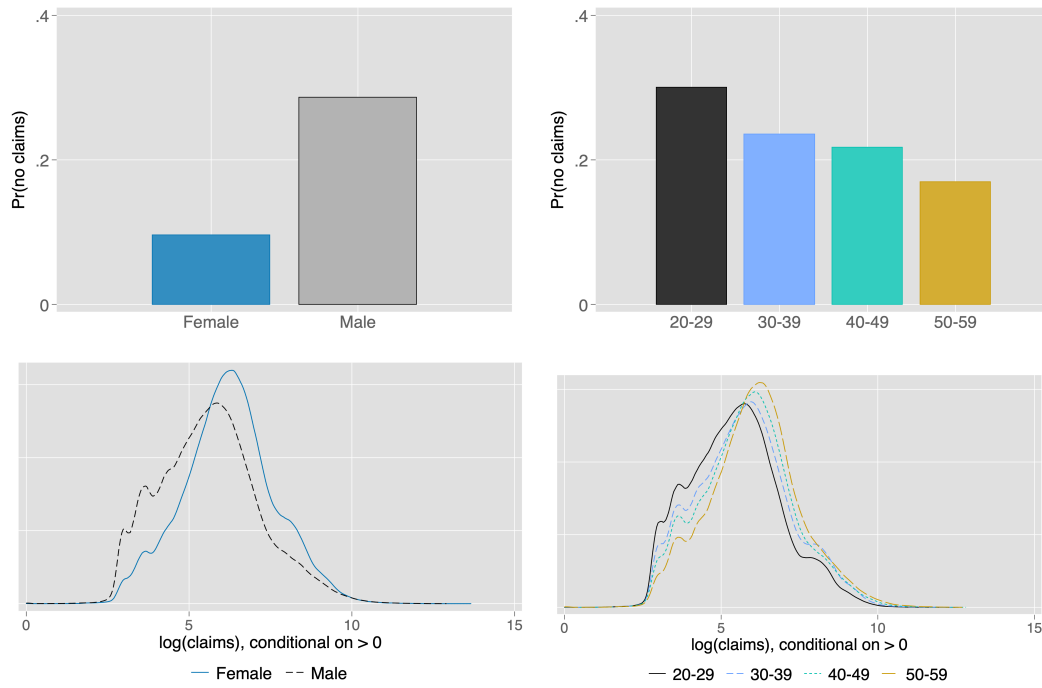 .4
.2
0
Pr(no claims)
Female Male
.4
.2
0
Pr(no claims)
20-29 30-39 40-49 50-59
0 5 10 15
log(claims), conditional on > 0
Female Male
0 5 10 15
log(claims), conditional on > 0
20-29 30-39 40-49 50-59